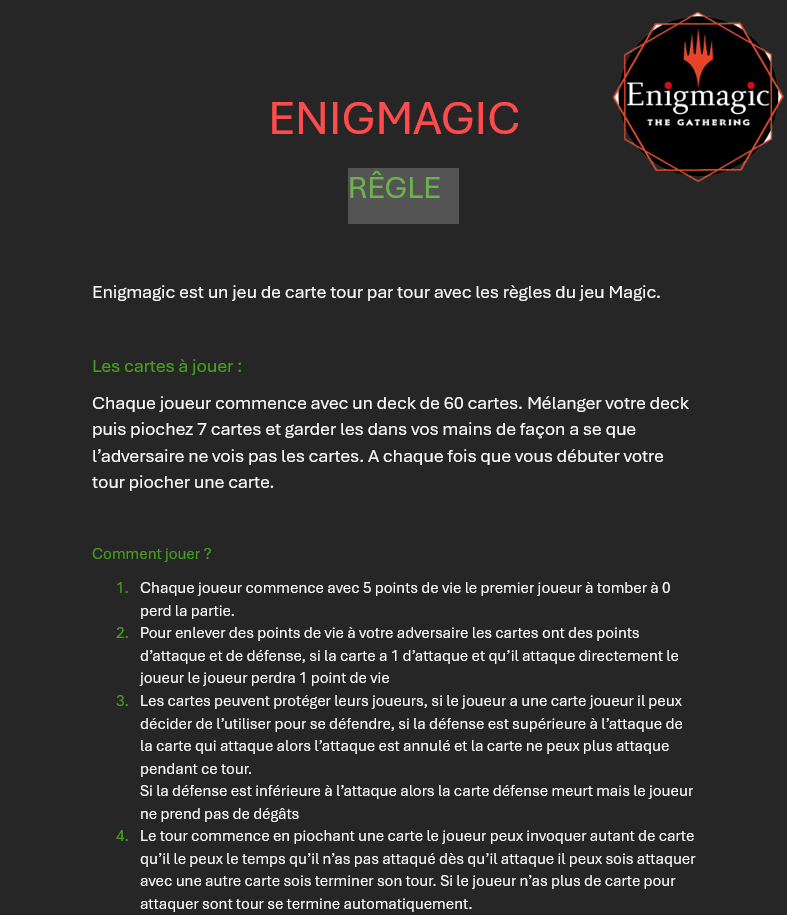 Enigmagic
THE GATHERING
ENIGMAGIC
RÊGLE
Enigmagic est un jeu de carte tour par tour avec les règles du jeu Magic.
Les cartes à jouer :
Chaque joueur commence avec un deck de 60 cartes. Mélanger votre deck
puis piochez 7 cartes et garder les dans vos mains de façon a se que
l’adversaire ne vois pas les cartes. A chaque fois que vous débuter votre
tour piocher une carte.
Comment jouer ?
1. Chaque joueur commence avec 5 points de vie le premier joueur à tomber à 0
perd la partie.
2. Pour enlever des points de vie à votre adversaire les cartes ont des points
d’attaque et de défense, si la carte a 1 d’attaque et qu’il attaque directement le
joueur le joueur perdra 1 point de vie
3. Les cartes peuvent protéger leurs joueurs, si le joueur a une carte joueur il peux
décider de l’utiliser pour se défendre, si la défense est supérieure à l’attaque de
la carte qui attaque alors l’attaque est annulé et la carte ne peux plus attaque
pendant ce tour.
Si la défense est inférieure à l’attaque alors la carte défense meurt mais le joueur
ne prend pas de dégâts
4. Le tour commence en piochant une carte le joueur peux invoquer autant de carte
qu’il le peux le temps qu’il n’as pas attaqué dès qu’il attaque il peux sois attaquer
avec une autre carte sois terminer son tour. Si le joueur n’as plus de carte pour
attaquer sont tour se termine automatiquement.